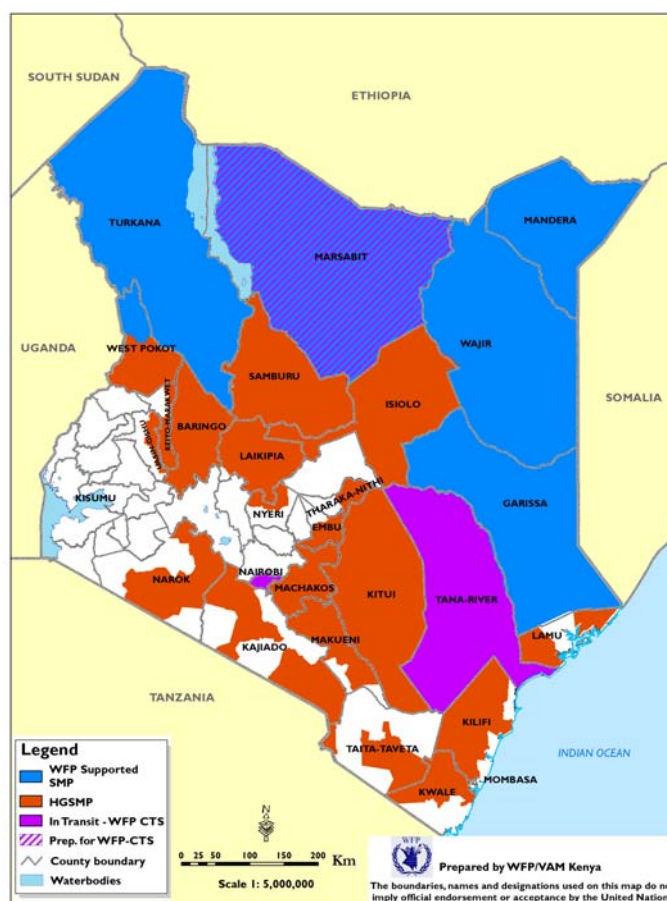 SOUTH SUDAN
ETHIOPIA
MANDERA
TURKANA
MARSABIT
WAJIR
UGANDA
WEST POKOT
SAMBURU
SOMALIA
ISIOLO
BARINGO
LAIKIPIA
KISUMU
THARAKA-NITHI
GARISSA
NYERI
EMBU
NAIROBI
NAROK
MACHAKOS
KITUI
TANA-RIVER
LAMU
MAKUENI
KAJIADO
TANZANIA
KILIFI
TAITA-TAVETA
INDIAN OCEAN
MOMBASA
KWALE
Legend
WFP Supported
SMP
HGSMP
In Transit - WFP CTS
Prep. for WFP-CTS
County boundary
Waterbodies
N
0 50 100 150 200 Km
Scale 1: 5,000,000
WFP
Prepared by WFP/VAM Kenya
The boundaries, names and designations used on this map do no
imply official endorsement or acceptance by the United Nation